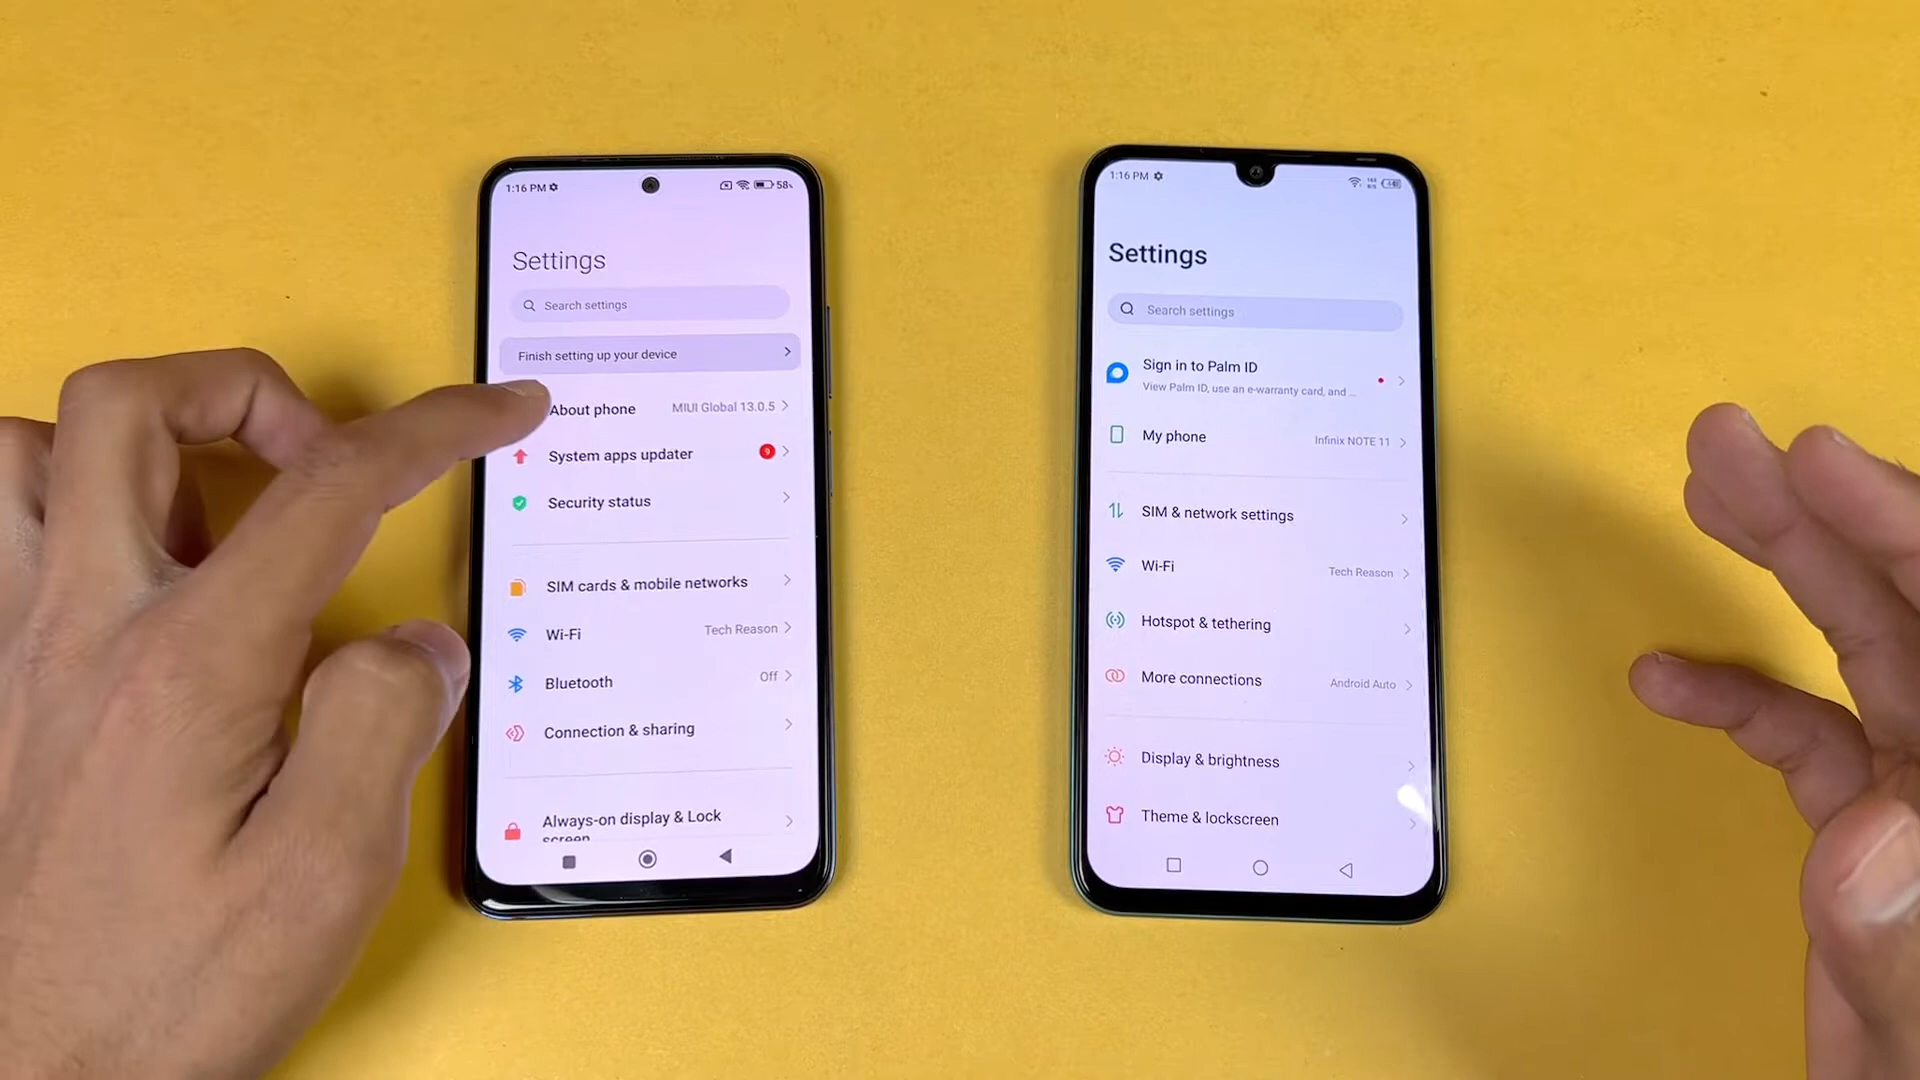 1:16 PM
58%
Settings
Search settings
Finish setting up your device
About phone
MIUI Global 13.0.5
System apps updater
9
Security status
SIM cards & mobile networks
Wi-Fi
Tech Reason
Bluetooth
Off
Connection & sharing
Always-on display & Lock
screen
1:16 PM
Settings
Search settings
Sign in to Palm ID
View Palm ID, use an e-warranty card, and ...
My phone
Infinix NOTE 11
SIM & network settings
Wi-Fi
Tech Reason
Hotspot & tethering
More connections
Android Auto
Display & brightness
Theme & lockscreen